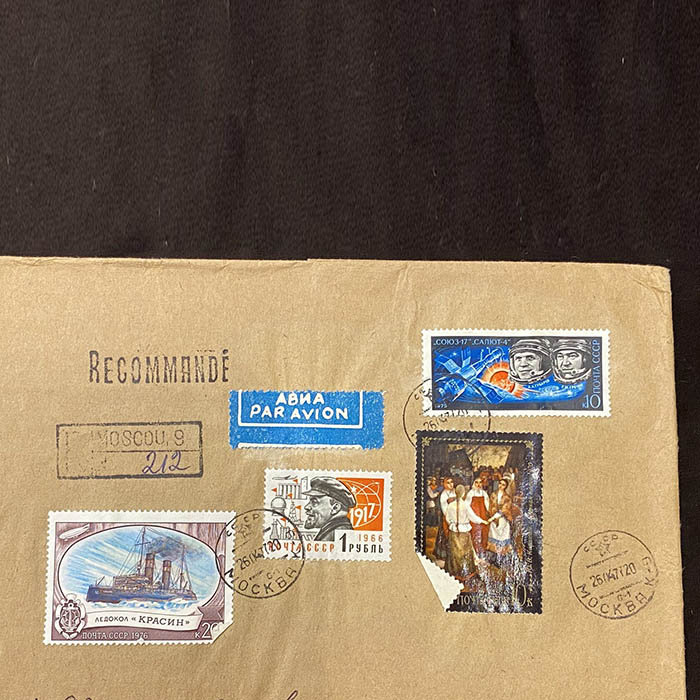 RECOMMANDÉ
MOSCOU, 9
212
АВИА
PAR AVION
„СОЮЗ-17" „САЛЮТ-4"
ПОЧТА СССР
10
1917
1966
ПОЧТА СССР 1 РУБЛЬ
СССР
МОСКВА
ЛЕДОКОЛ „КРАСИН"
ПОЧТА СССР 1976
СССР
МОСКВА